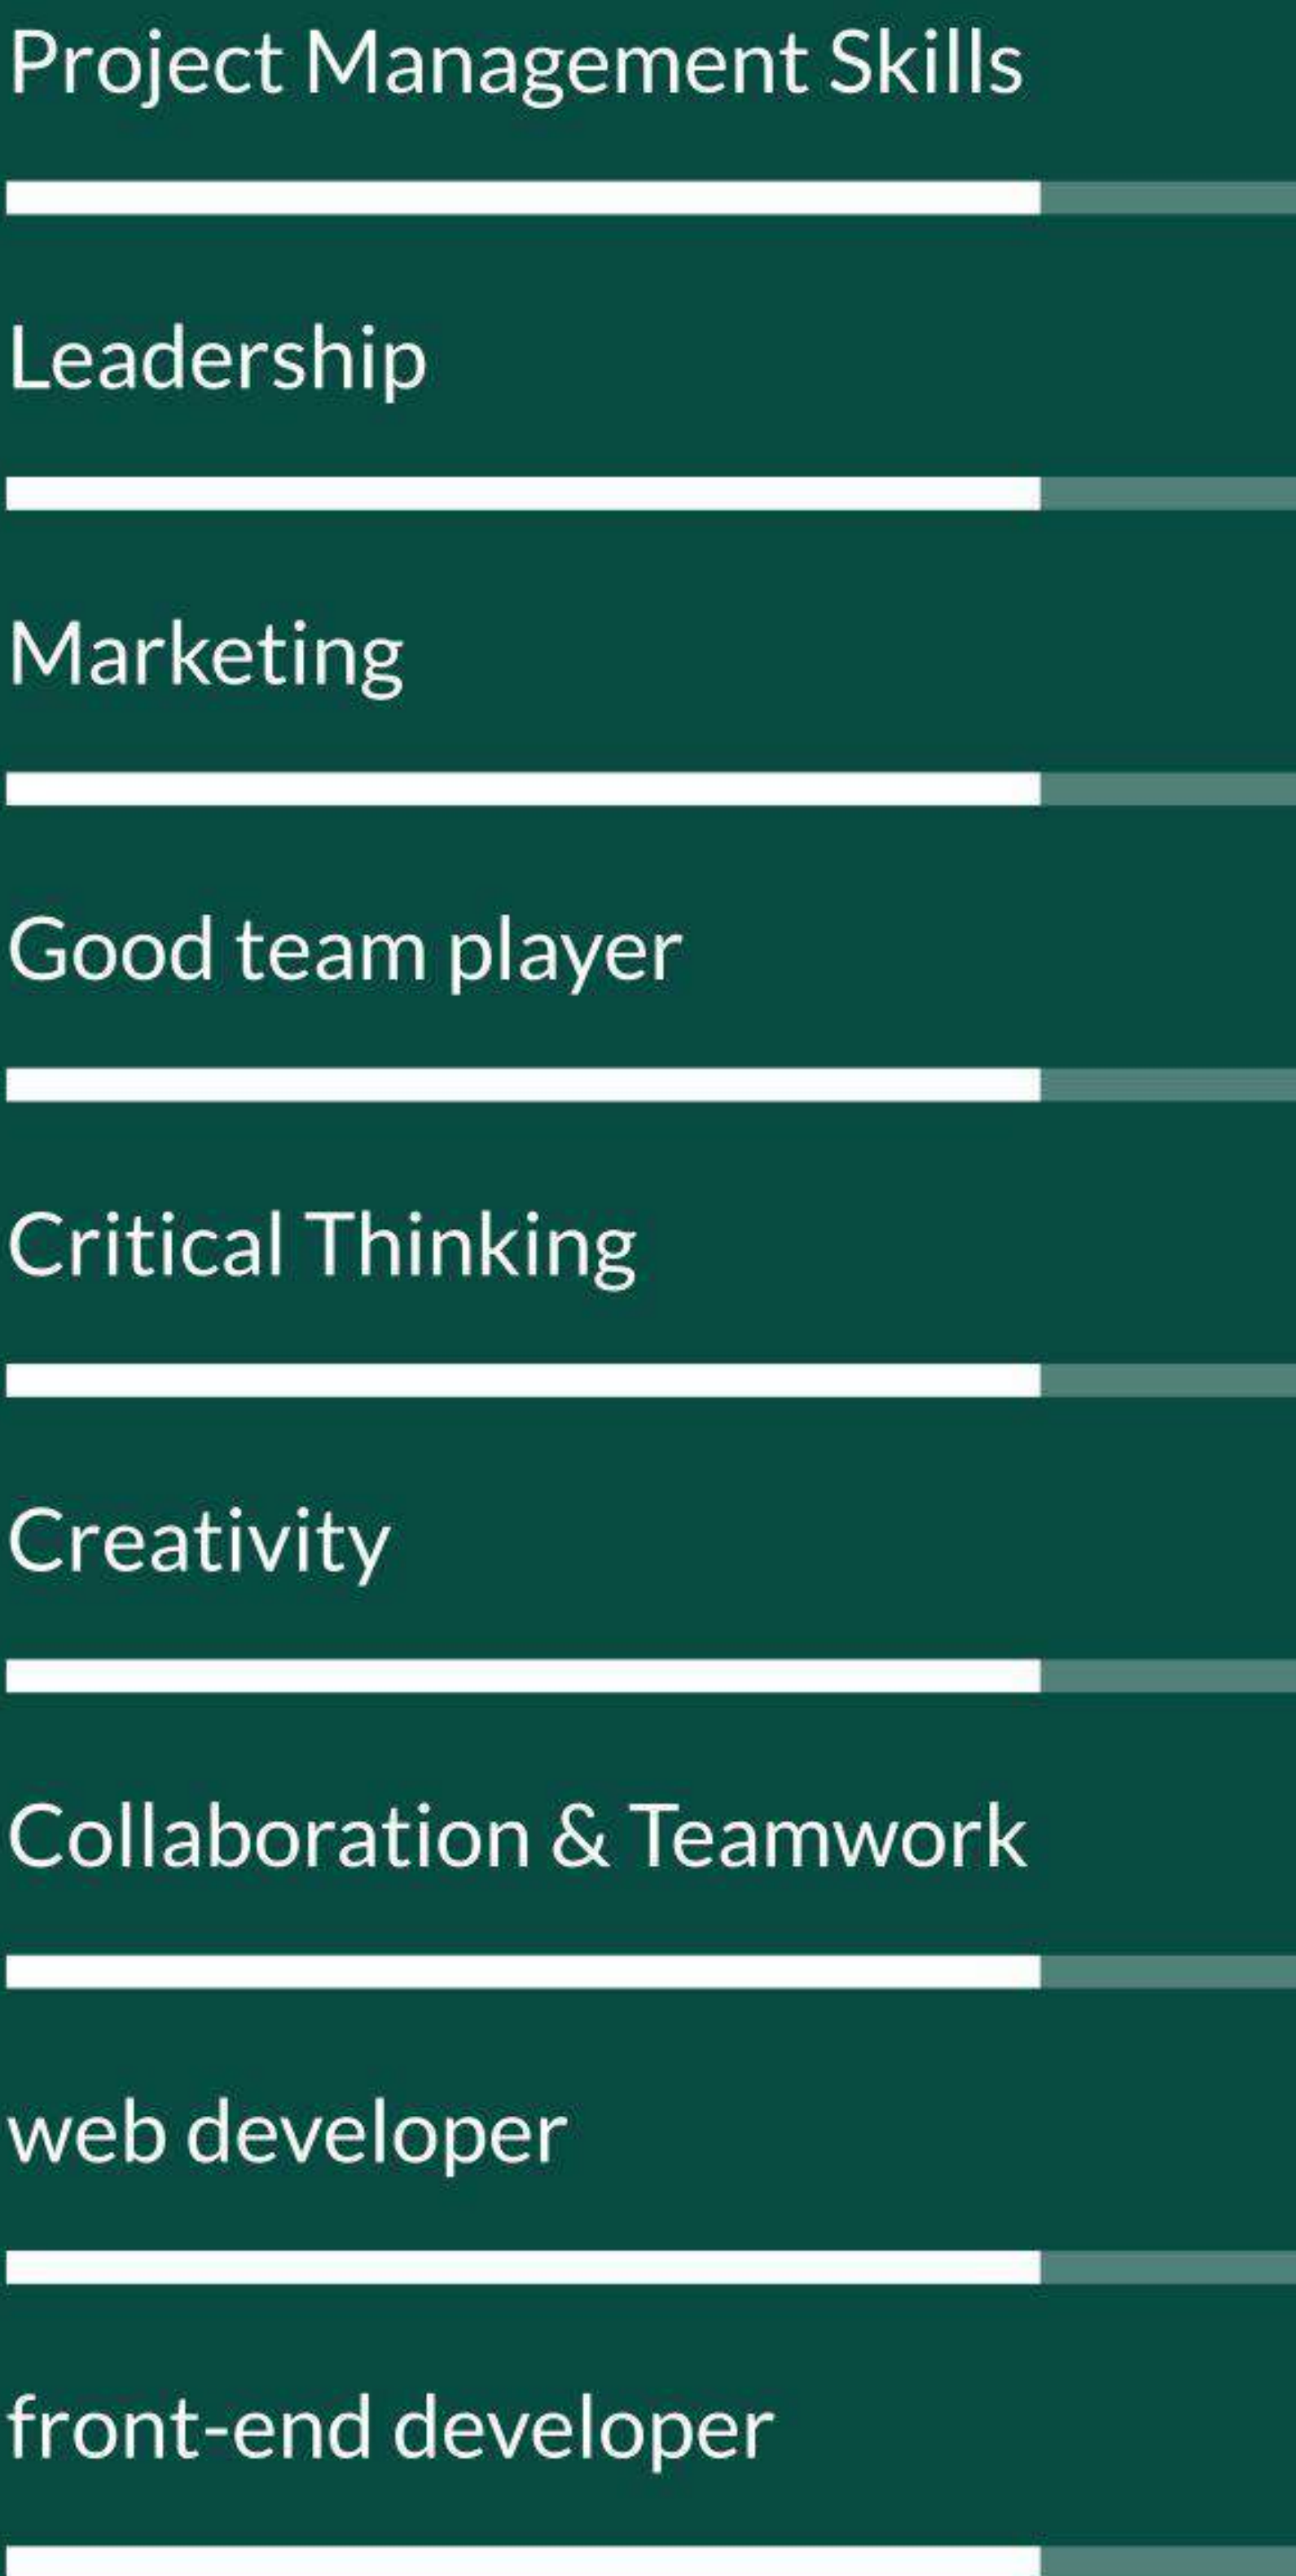 Project Management Skills
Leadership
Marketing
Good team player
Critical Thinking
Creativity
Collaboration & Teamwork
web developer
front-end developer